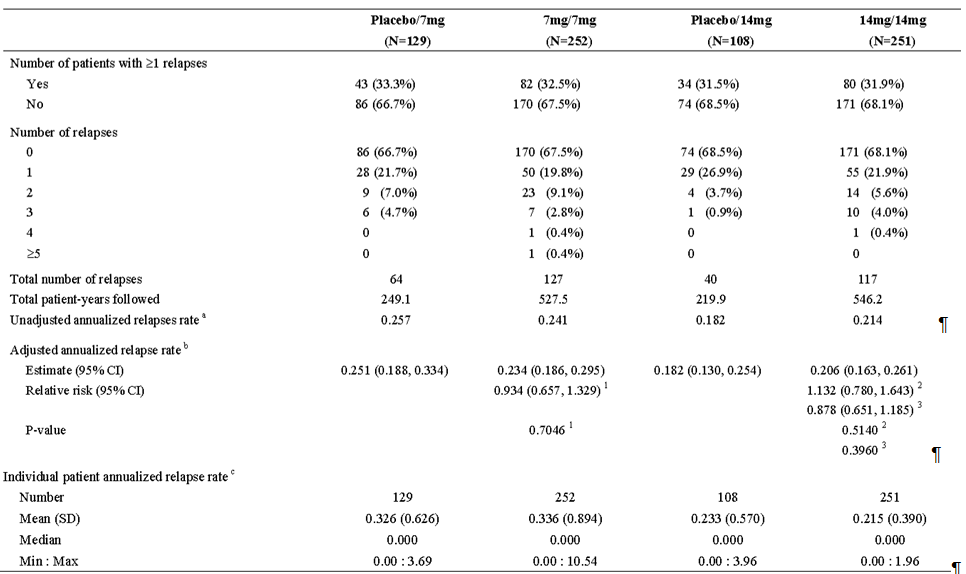 Placebo/7mg 7mg/7mg Placebo/14mg 14mg/14mg
(N=129) (N=252) (N=108) (N=251)
Number of patients with ≥1 relapses
Yes 43 (33.3%) 82 (32.5%) 34 (31.5%) 80 (31.9%)
No 86 (66.7%) 170 (67.5%) 74 (68.5%) 171 (68.1%)
Number of relapses
0 86 (66.7%) 170 (67.5%) 74 (68.5%) 171 (68.1%)
1 28 (21.7%) 50 (19.8%) 29 (26.9%) 55 (21.9%)
2 9 (7.0%) 23 (9.1%) 4 (3.7%) 14 (5.6%)
3 6 (4.7%) 7 (2.8%) 1 (0.9%) 10 (4.0%)
4 0 1 (0.4%) 0 1 (0.4%)
≥5 0 1 (0.4%) 0 0
Total number of relapses 64 127 40 117
Total patient-years followed 249.1 527.5 219.9 546.2
Unadjusted annualized relapses rate a 0.257 0.241 0.182 0.214 ¶
Adjusted annualized relapse rate b
Estimate (95% CI) 0.251 (0.188, 0.334) 0.234 (0.186, 0.295) 0.182 (0.130, 0.254) 0.206 (0.163, 0.261)
Relative risk (95% CI) 0.934 (0.657, 1.329) 1 1.132 (0.780, 1.643) 2
0.878 (0.651, 1.185) 3
P-value 0.7046 1 0.5140 2
0.3960 3 ¶
Individual patient annualized relapse rate c
Number 129 252 108 251
Mean (SD) 0.326 (0.626) 0.336 (0.894) 0.233 (0.570) 0.215 (0.390)
Median 0.000 0.000 0.000 0.000
Min : Max 0.00 : 3.69 0.00 : 10.54 0.00 : 3.96 0.00 : 1.96 ¶